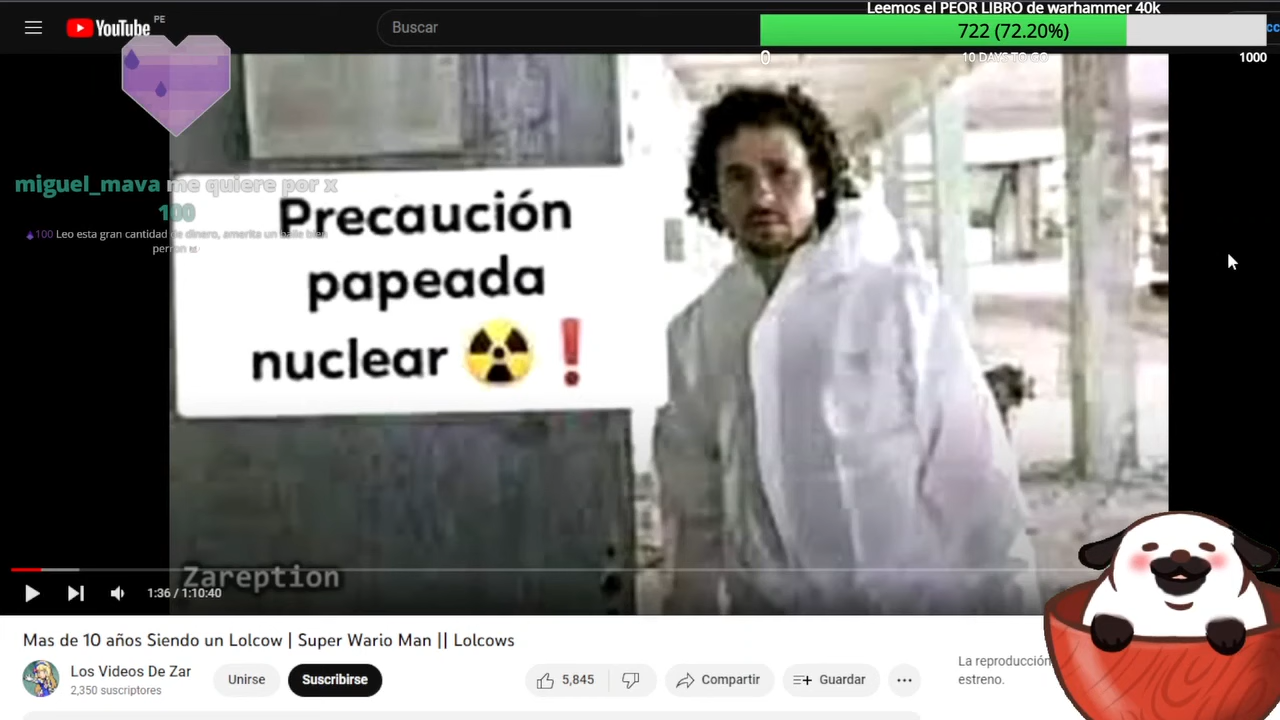 YouTube PE
Buscar
Leemos el PEOR LIBRO de warhammer 40k
722 (72.20%)
0
10 DAYS TO GO
1000
miguel_mava me quiere por x
100
100 Leo esta gran cantidad de dinero, amerita un baile bien
perron
Precaución
papeada
nuclear ☢️❗
Zareption
1:36 / 1:10:40
Mas de 10 años Siendo un Lolcow | Super Wario Man || Lolcows
Los Videos De Zar
2,350 suscriptores
Unirse
Suscribirse
5,845
Compartir
Guardar
La reproducción
estreno.